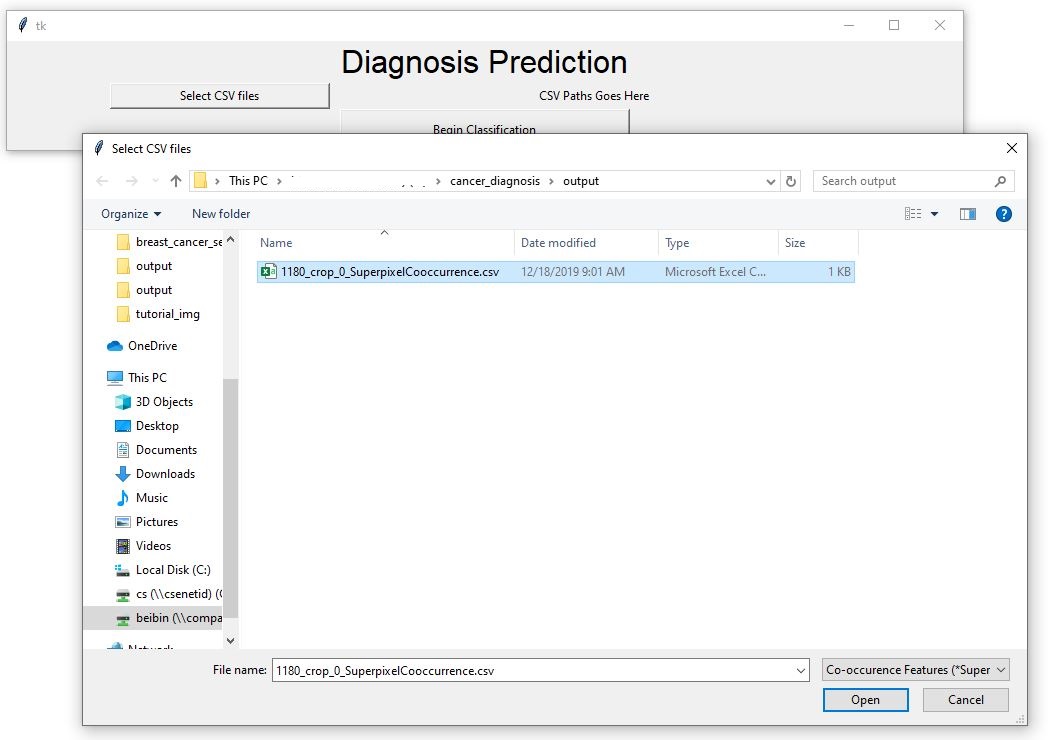 tk
Diagnosis Prediction
Select CSV files
CSV Paths Goes Here
Begin Classification
Select CSV files
This PC
cancer_diagnosis
output
Search output
Organize
New folder
?
Name
Date modified
Type
Size
1180_crop_0_SuperpixelCooccurrence.csv
12/18/2019 9:01 AM
Microsoft Excel C...
1 KB
breast_cancer_se
output
output
tutorial_img
OneDrive
This PC
3D Objects
Desktop
Documents
Downloads
Music
Pictures
Videos
Local Disk (C:)
cs (\\csenetid) (
beibin (\\compa
Network
File name:
1180_crop_0_SuperpixelCooccurrence.csv
Co-occurence Features (*Super
Open
Cancel